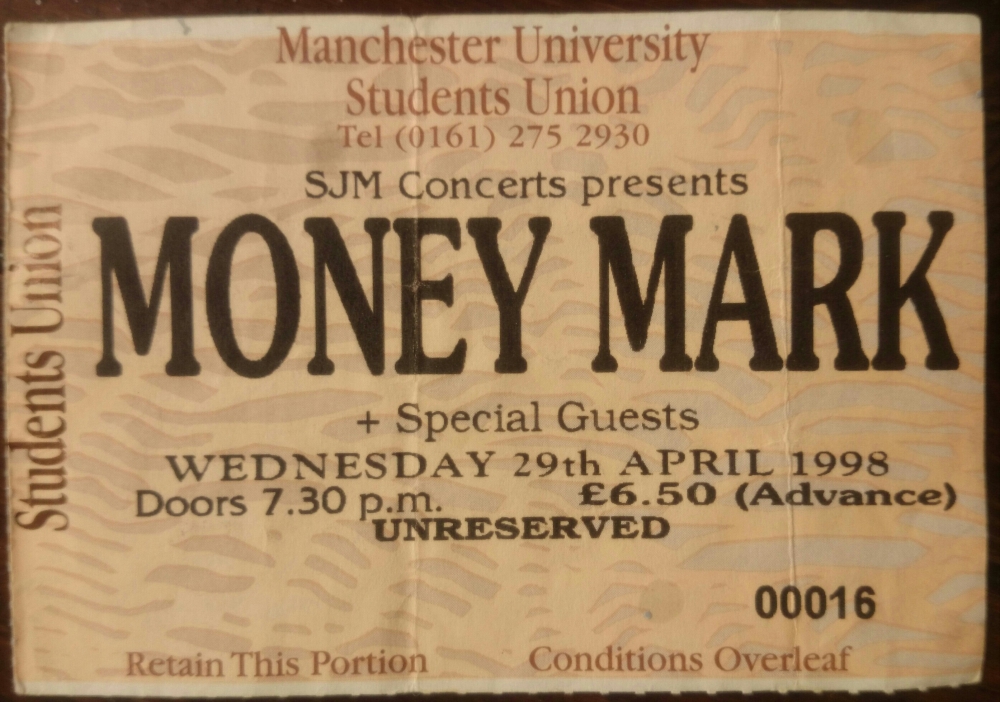 Manchester University
Students Union
Tel (0161) 275 2930
SJM Concerts presents
MONEY MARK
+ Special Guests
WEDNESDAY 29th APRIL 1998
Doors 7.30 p.m. £6.50 (Advance)
UNRESERVED
00016
Retain This Portion Conditions Overleaf
Students Union